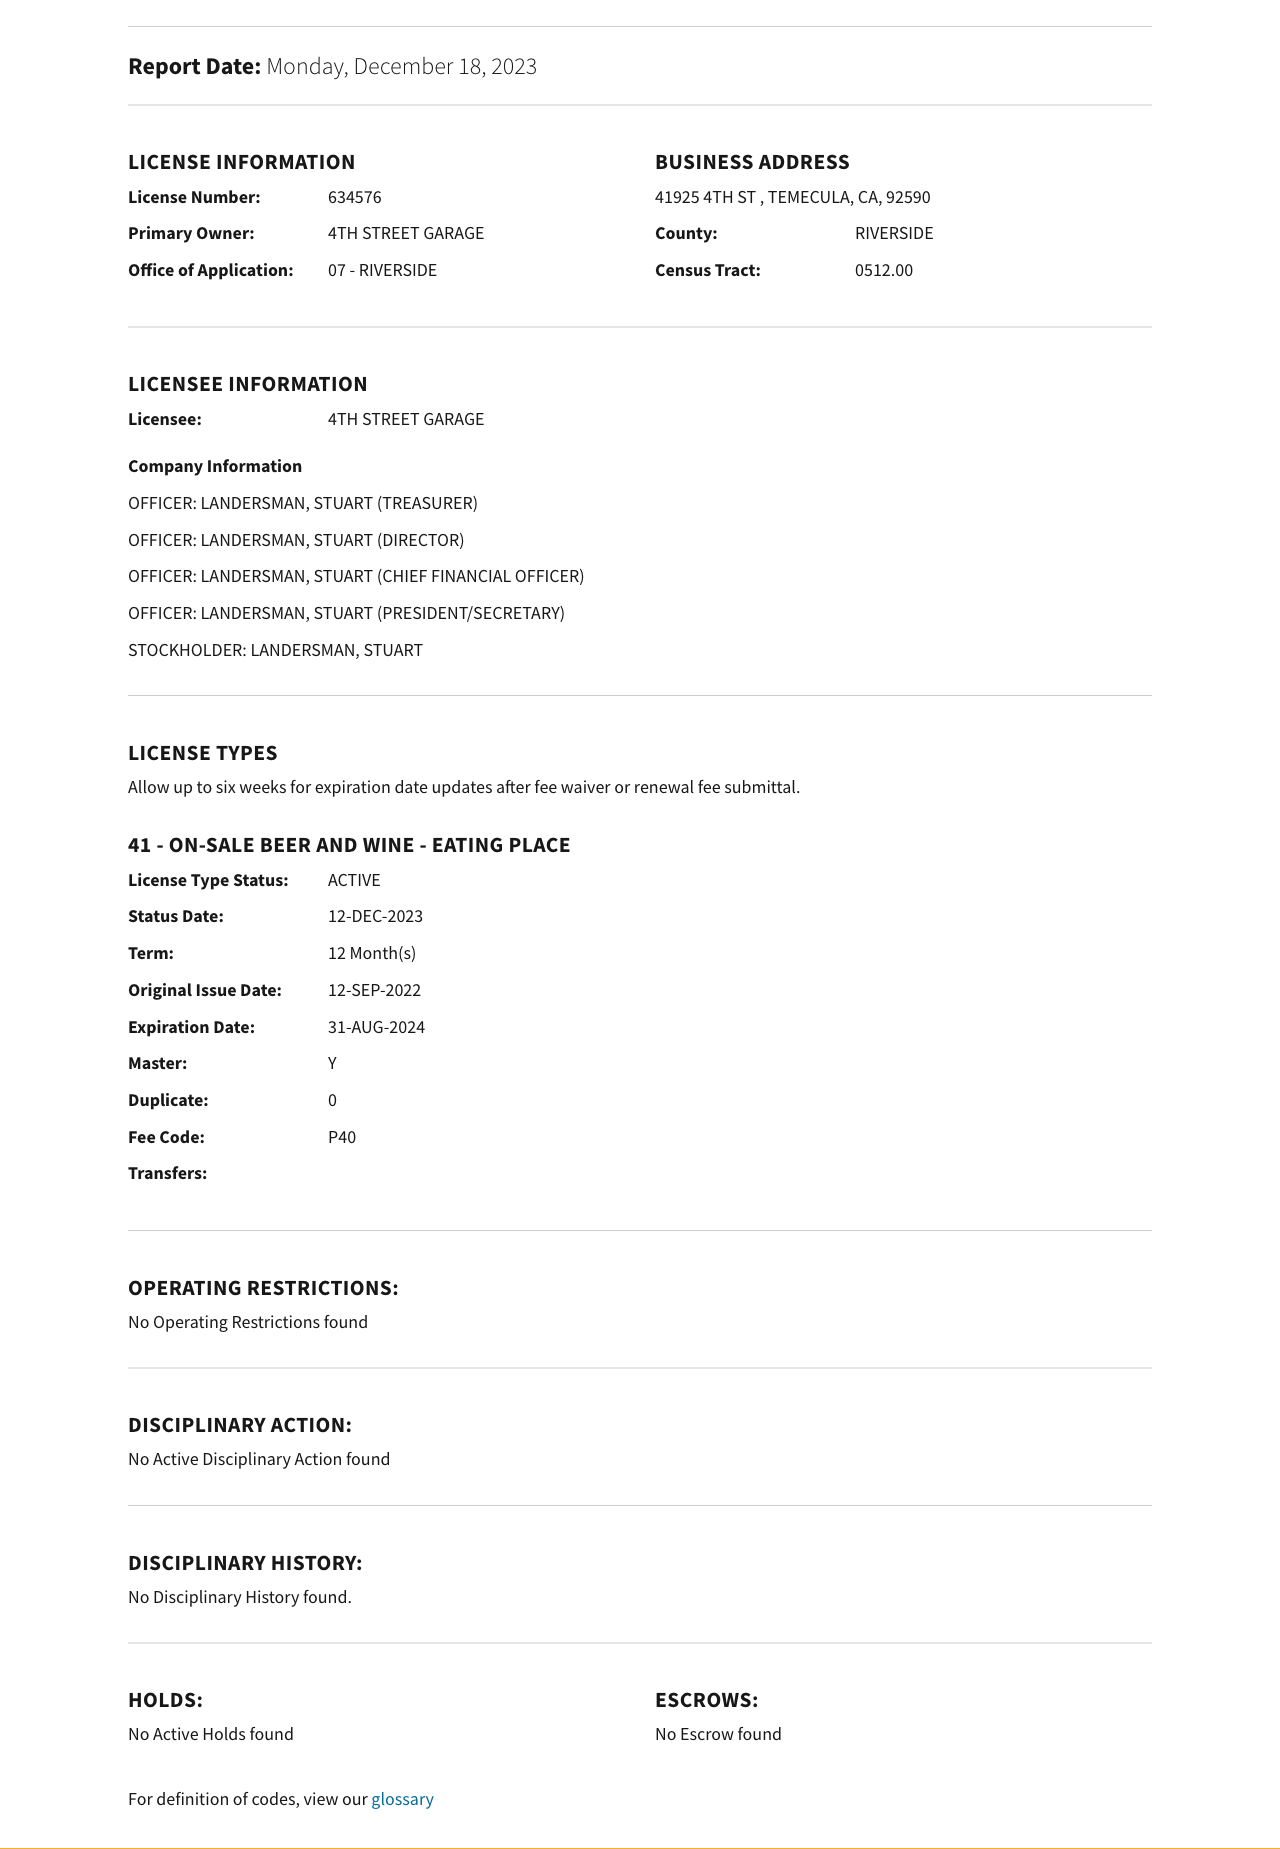 Report Date: Monday, December 18, 2023
LICENSE INFORMATION
License Number: 634576
Primary Owner: 4TH STREET GARAGE
Office of Application: 07 - RIVERSIDE
BUSINESS ADDRESS
41925 4TH ST , TEMECULA, CA, 92590
County: RIVERSIDE
Census Tract: 0512.00
LICENSEE INFORMATION
Licensee: 4TH STREET GARAGE
Company Information
OFFICER: LANDERSMAN, STUART (TREASURER)
OFFICER: LANDERSMAN, STUART (DIRECTOR)
OFFICER: LANDERSMAN, STUART (CHIEF FINANCIAL OFFICER)
OFFICER: LANDERSMAN, STUART (PRESIDENT/SECRETARY)
STOCKHOLDER: LANDERSMAN, STUART
LICENSE TYPES
Allow up to six weeks for expiration date updates after fee waiver or renewal fee submittal.
41 - ON-SALE BEER AND WINE - EATING PLACE
License Type Status: ACTIVE
Status Date: 12-DEC-2023
Term: 12 Month(s)
Original Issue Date: 12-SEP-2022
Expiration Date: 31-AUG-2024
Master: Y
Duplicate: 0
Fee Code: P40
Transfers:
OPERATING RESTRICTIONS:
No Operating Restrictions found
DISCIPLINARY ACTION:
No Active Disciplinary Action found
DISCIPLINARY HISTORY:
No Disciplinary History found.
HOLDS:
No Active Holds found
ESCROWS:
No Escrow found
For definition of codes, view our glossary